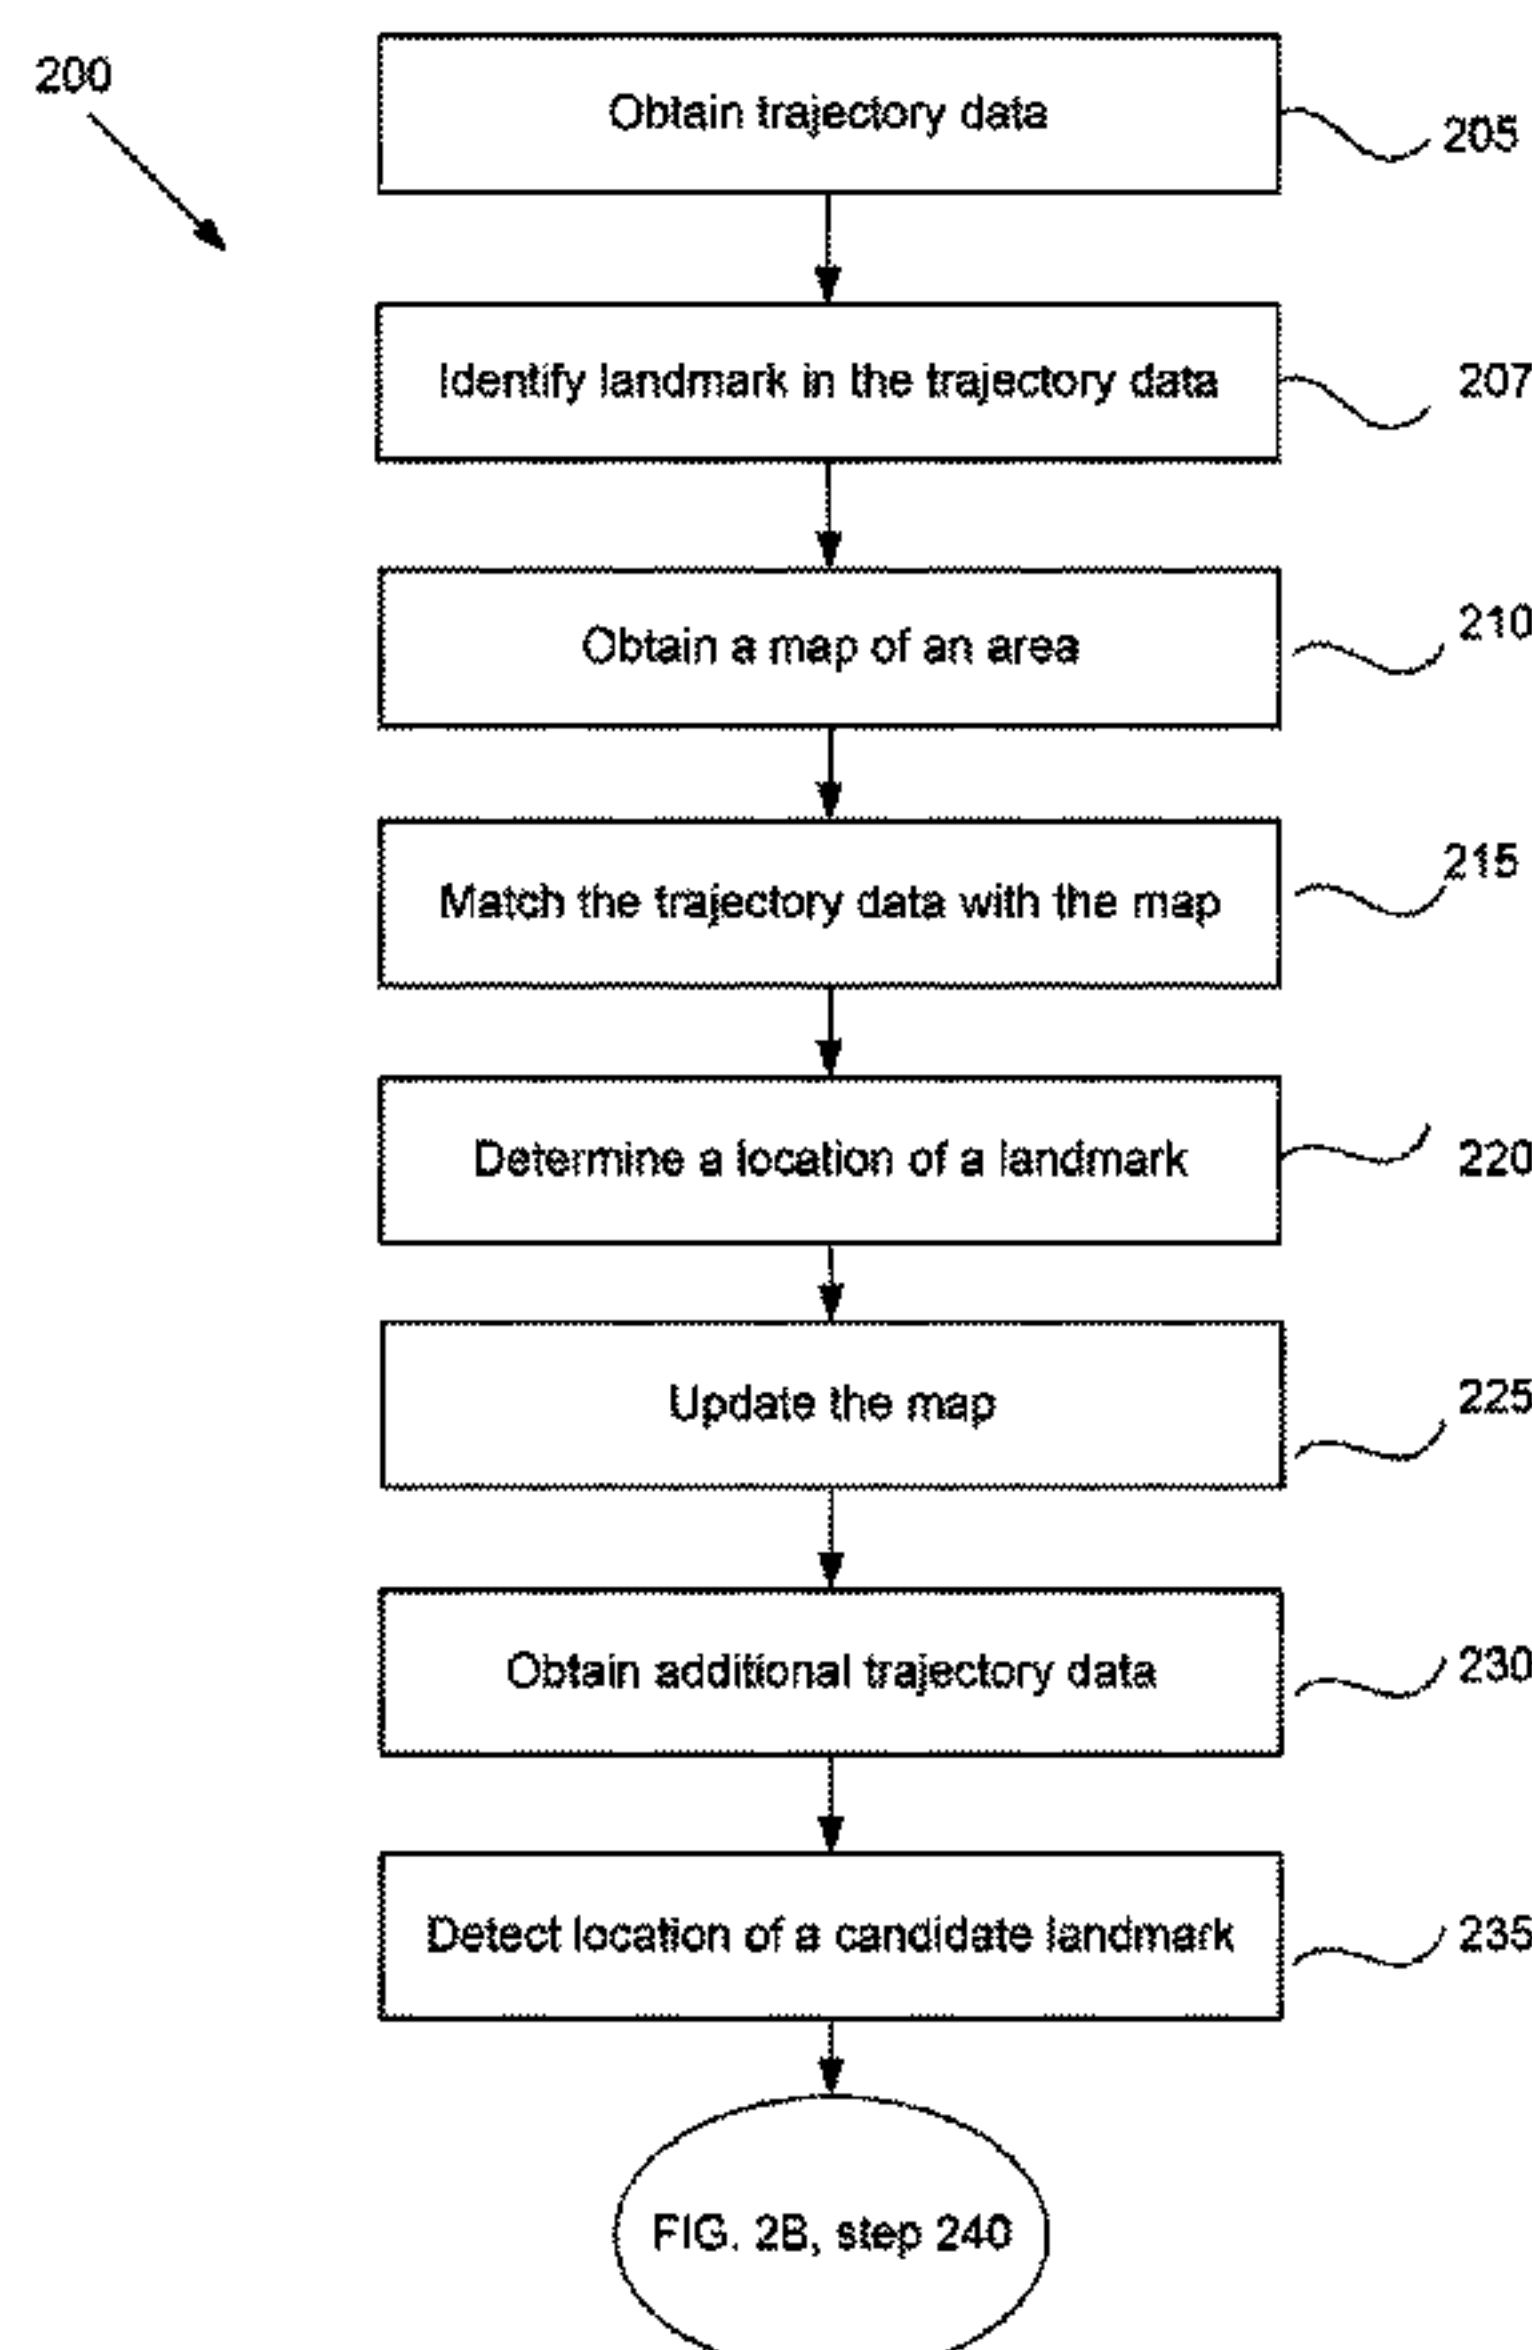 200
Obtain trajectory data
205
Identify landmark in the trajectory data
207
Obtain a map of an area
210
Match the trajectory data with the map
215
Determine a location of a landmark
220
Update the map
225
Obtain additional trajectory data
230
Detect location of a candidate landmark
235
FIG. 2B, step 240